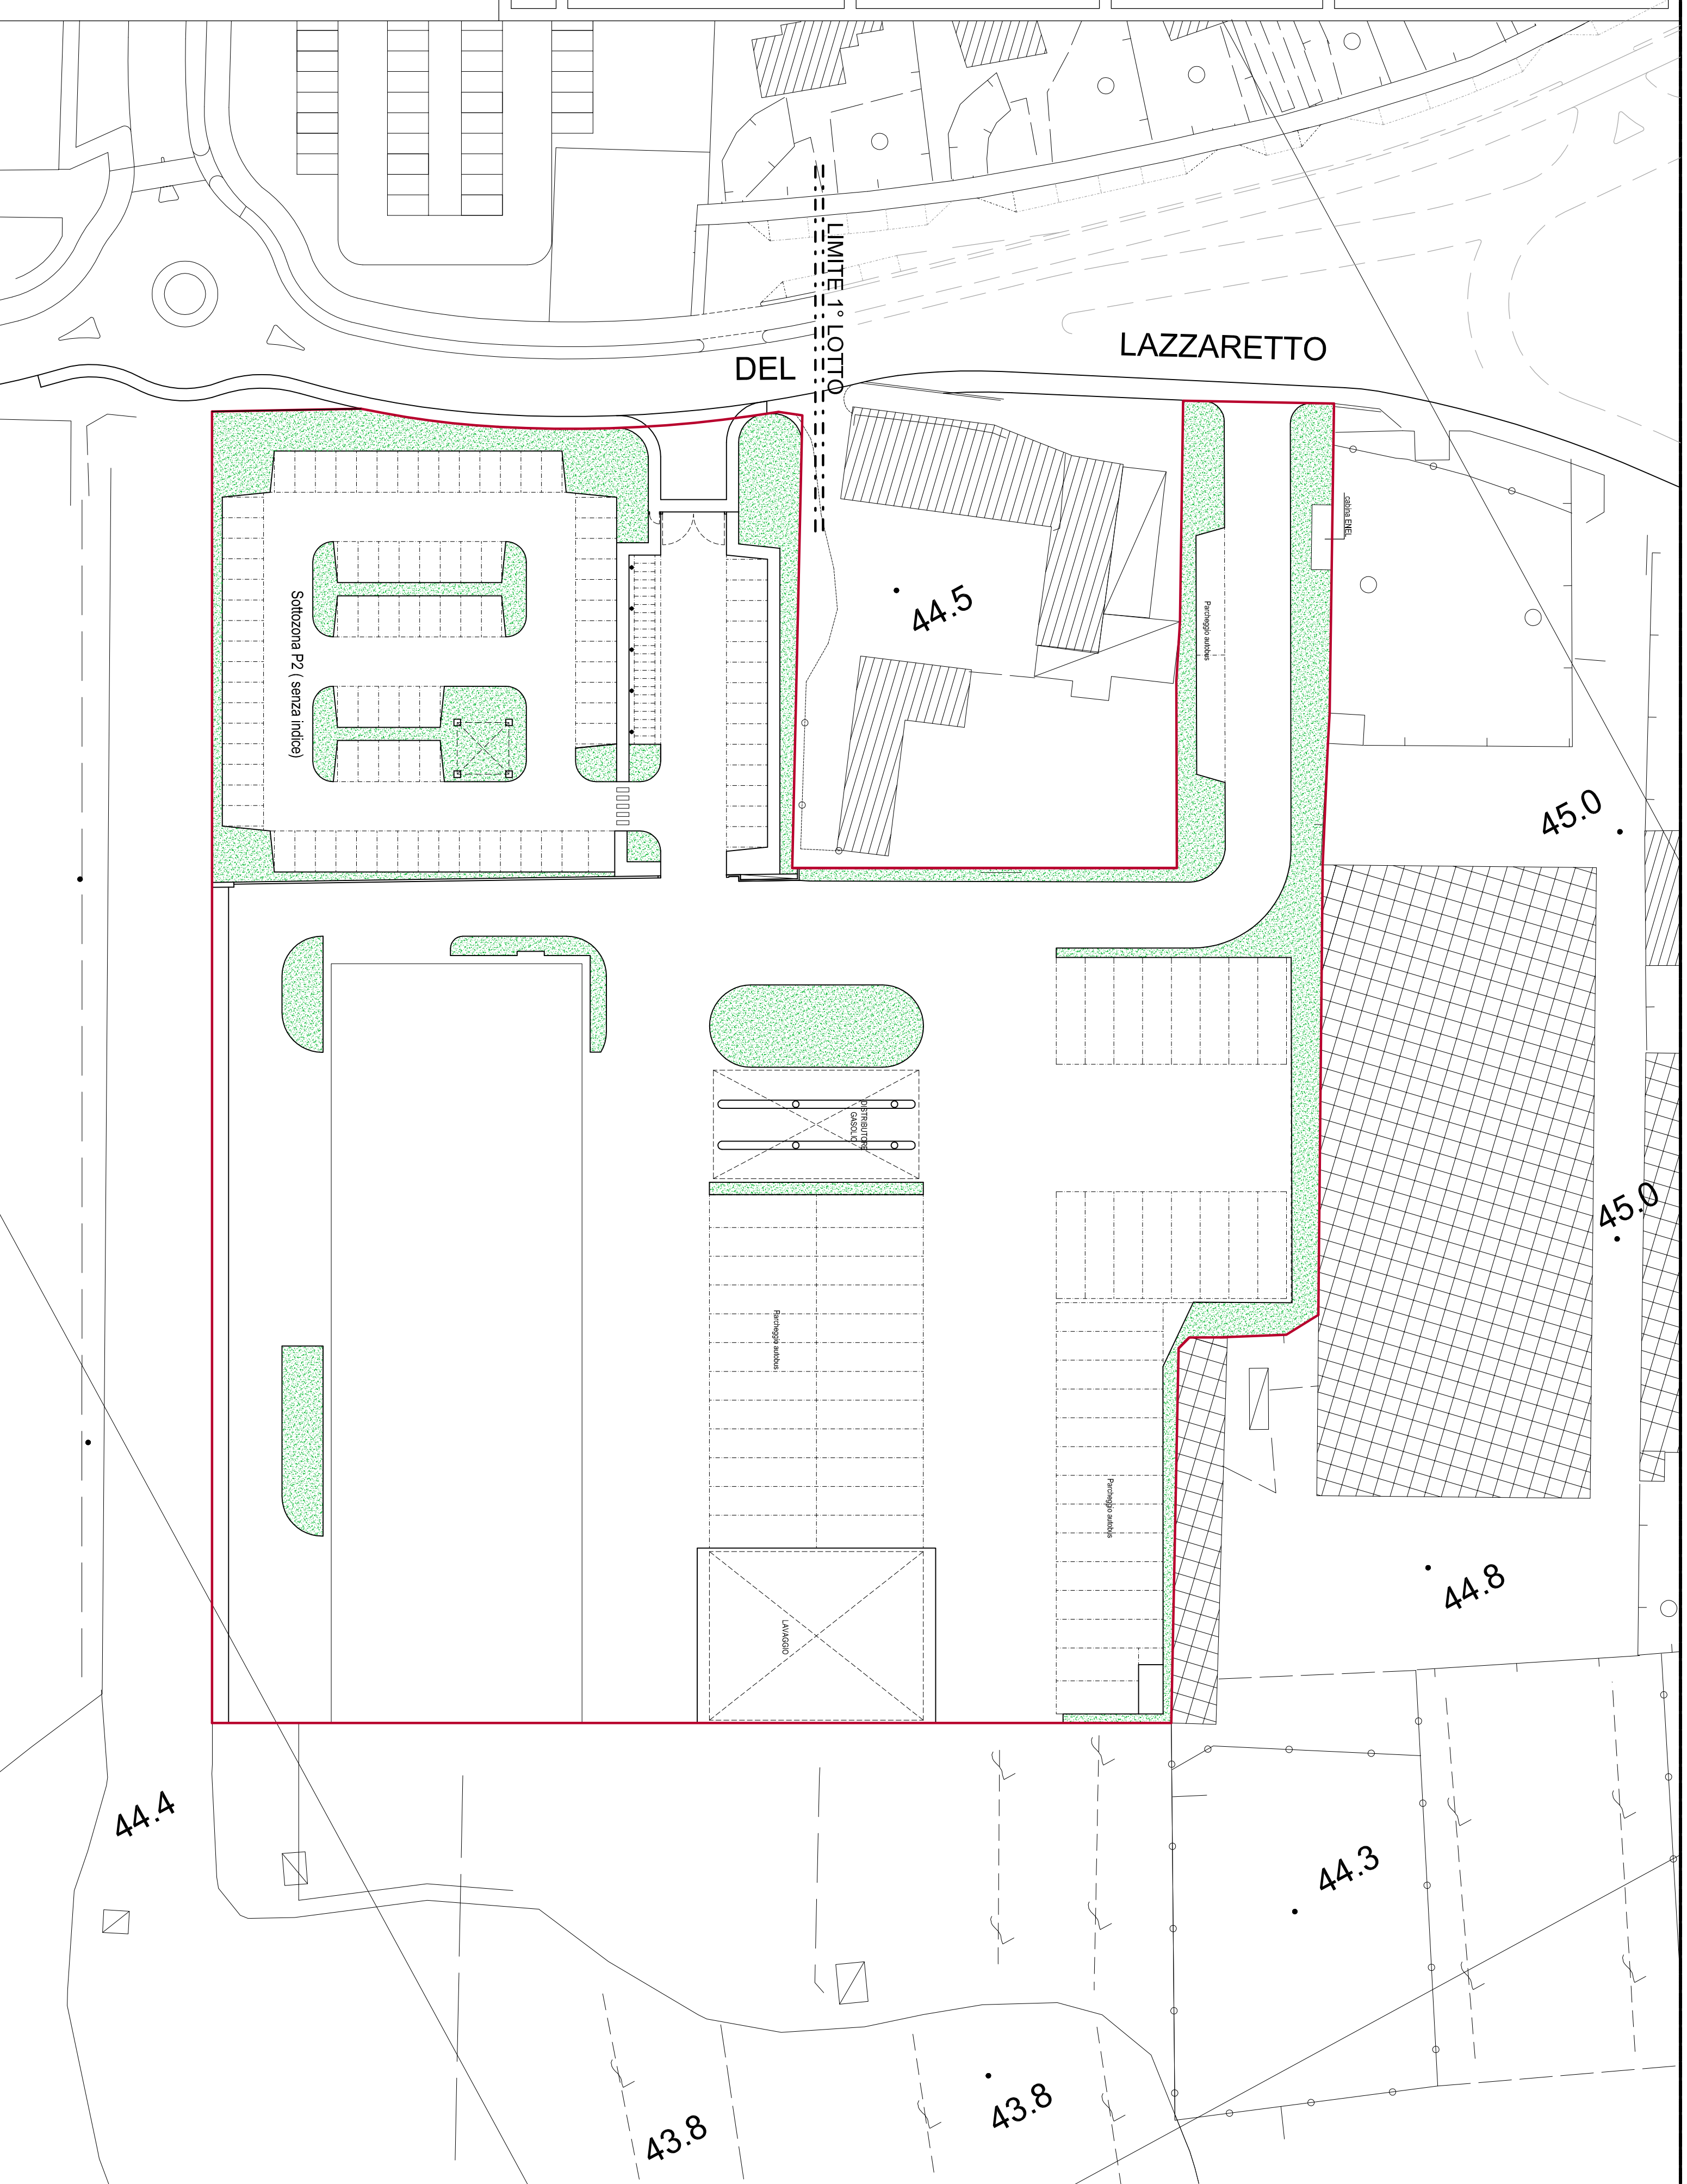 LIMITE 1° LOTTO
DEL
LAZZARETTO
cabina ENEL
Sottozona P2 ( senza indice)
44.5
Parcheggio autobus
45.0
DISTRIBUTORE
GASOLIO
45.0
Parcheggio autobus
Parcheggio autobus
44.8
LAVAGGIO
44.4
44.3
43.8
43.8